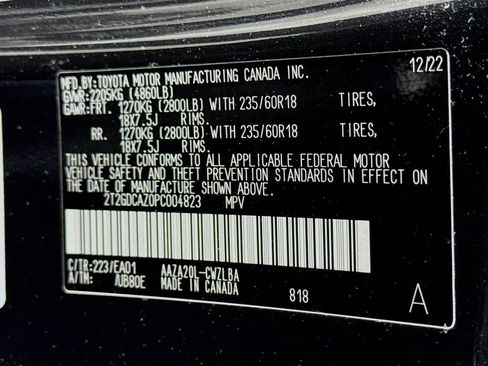 MFD.BY:TOYOTA MOTOR MANUFACTURING CANADA INC. 12/22
GVWR:2205KG (4860LB)
GAWR:FRT. 1270KG (2800LB) WITH 235/60R18 TIRES,
18X7.5J RIMS.
RR. 1270KG (2800LB) WITH 235/60R18 TIRES,
18X7.5J RIMS.
THIS VEHICLE CONFORMS TO ALL APPLICABLE FEDERAL MOTOR
VEHICLE SAFETY AND THEFT PREVENTION STANDARDS IN EFFECT
ON THE DATE OF MANUFACTURE SHOWN ABOVE.
2T2GDCAZ0PC004823 MPV
C/TR:223/EA01 AAZA20L-CWZLBA
A/TM: /UB80E MADE IN CANADA 818 A